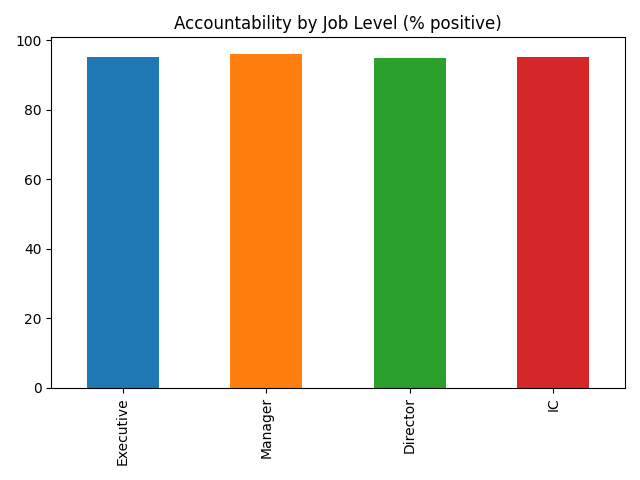 Accountability by Job Level (% positive)
100
80
60
40
20
0
Executive
Manager
Director
IC